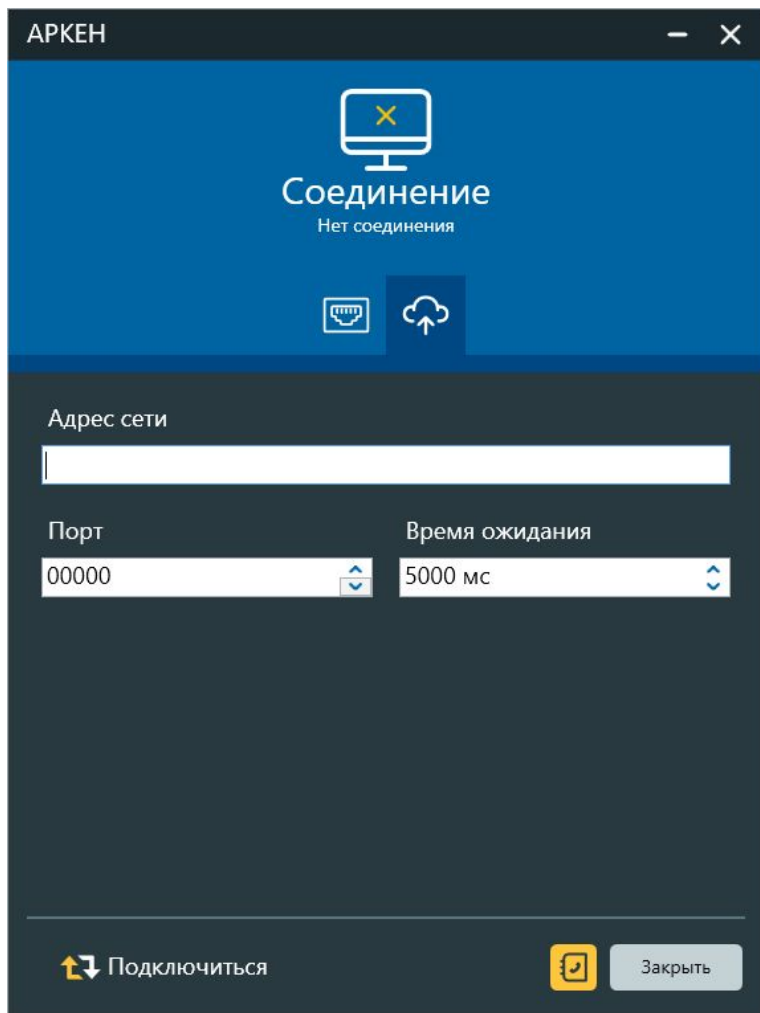 АРКЕН
Соединение
Нет соединения
Адрес сети
Порт
Время ожидания
00000
5000 мс
Подключиться
Закрыть